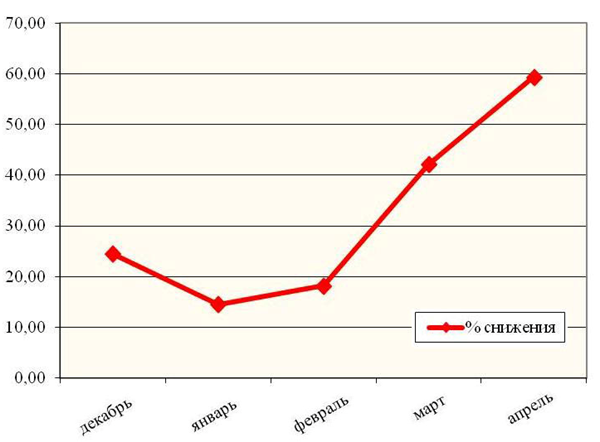 70,00
60,00
50,00
40,00
30,00
20,00
10,00
0,00
% снижения
декабрь
январь
февраль
март
апрель